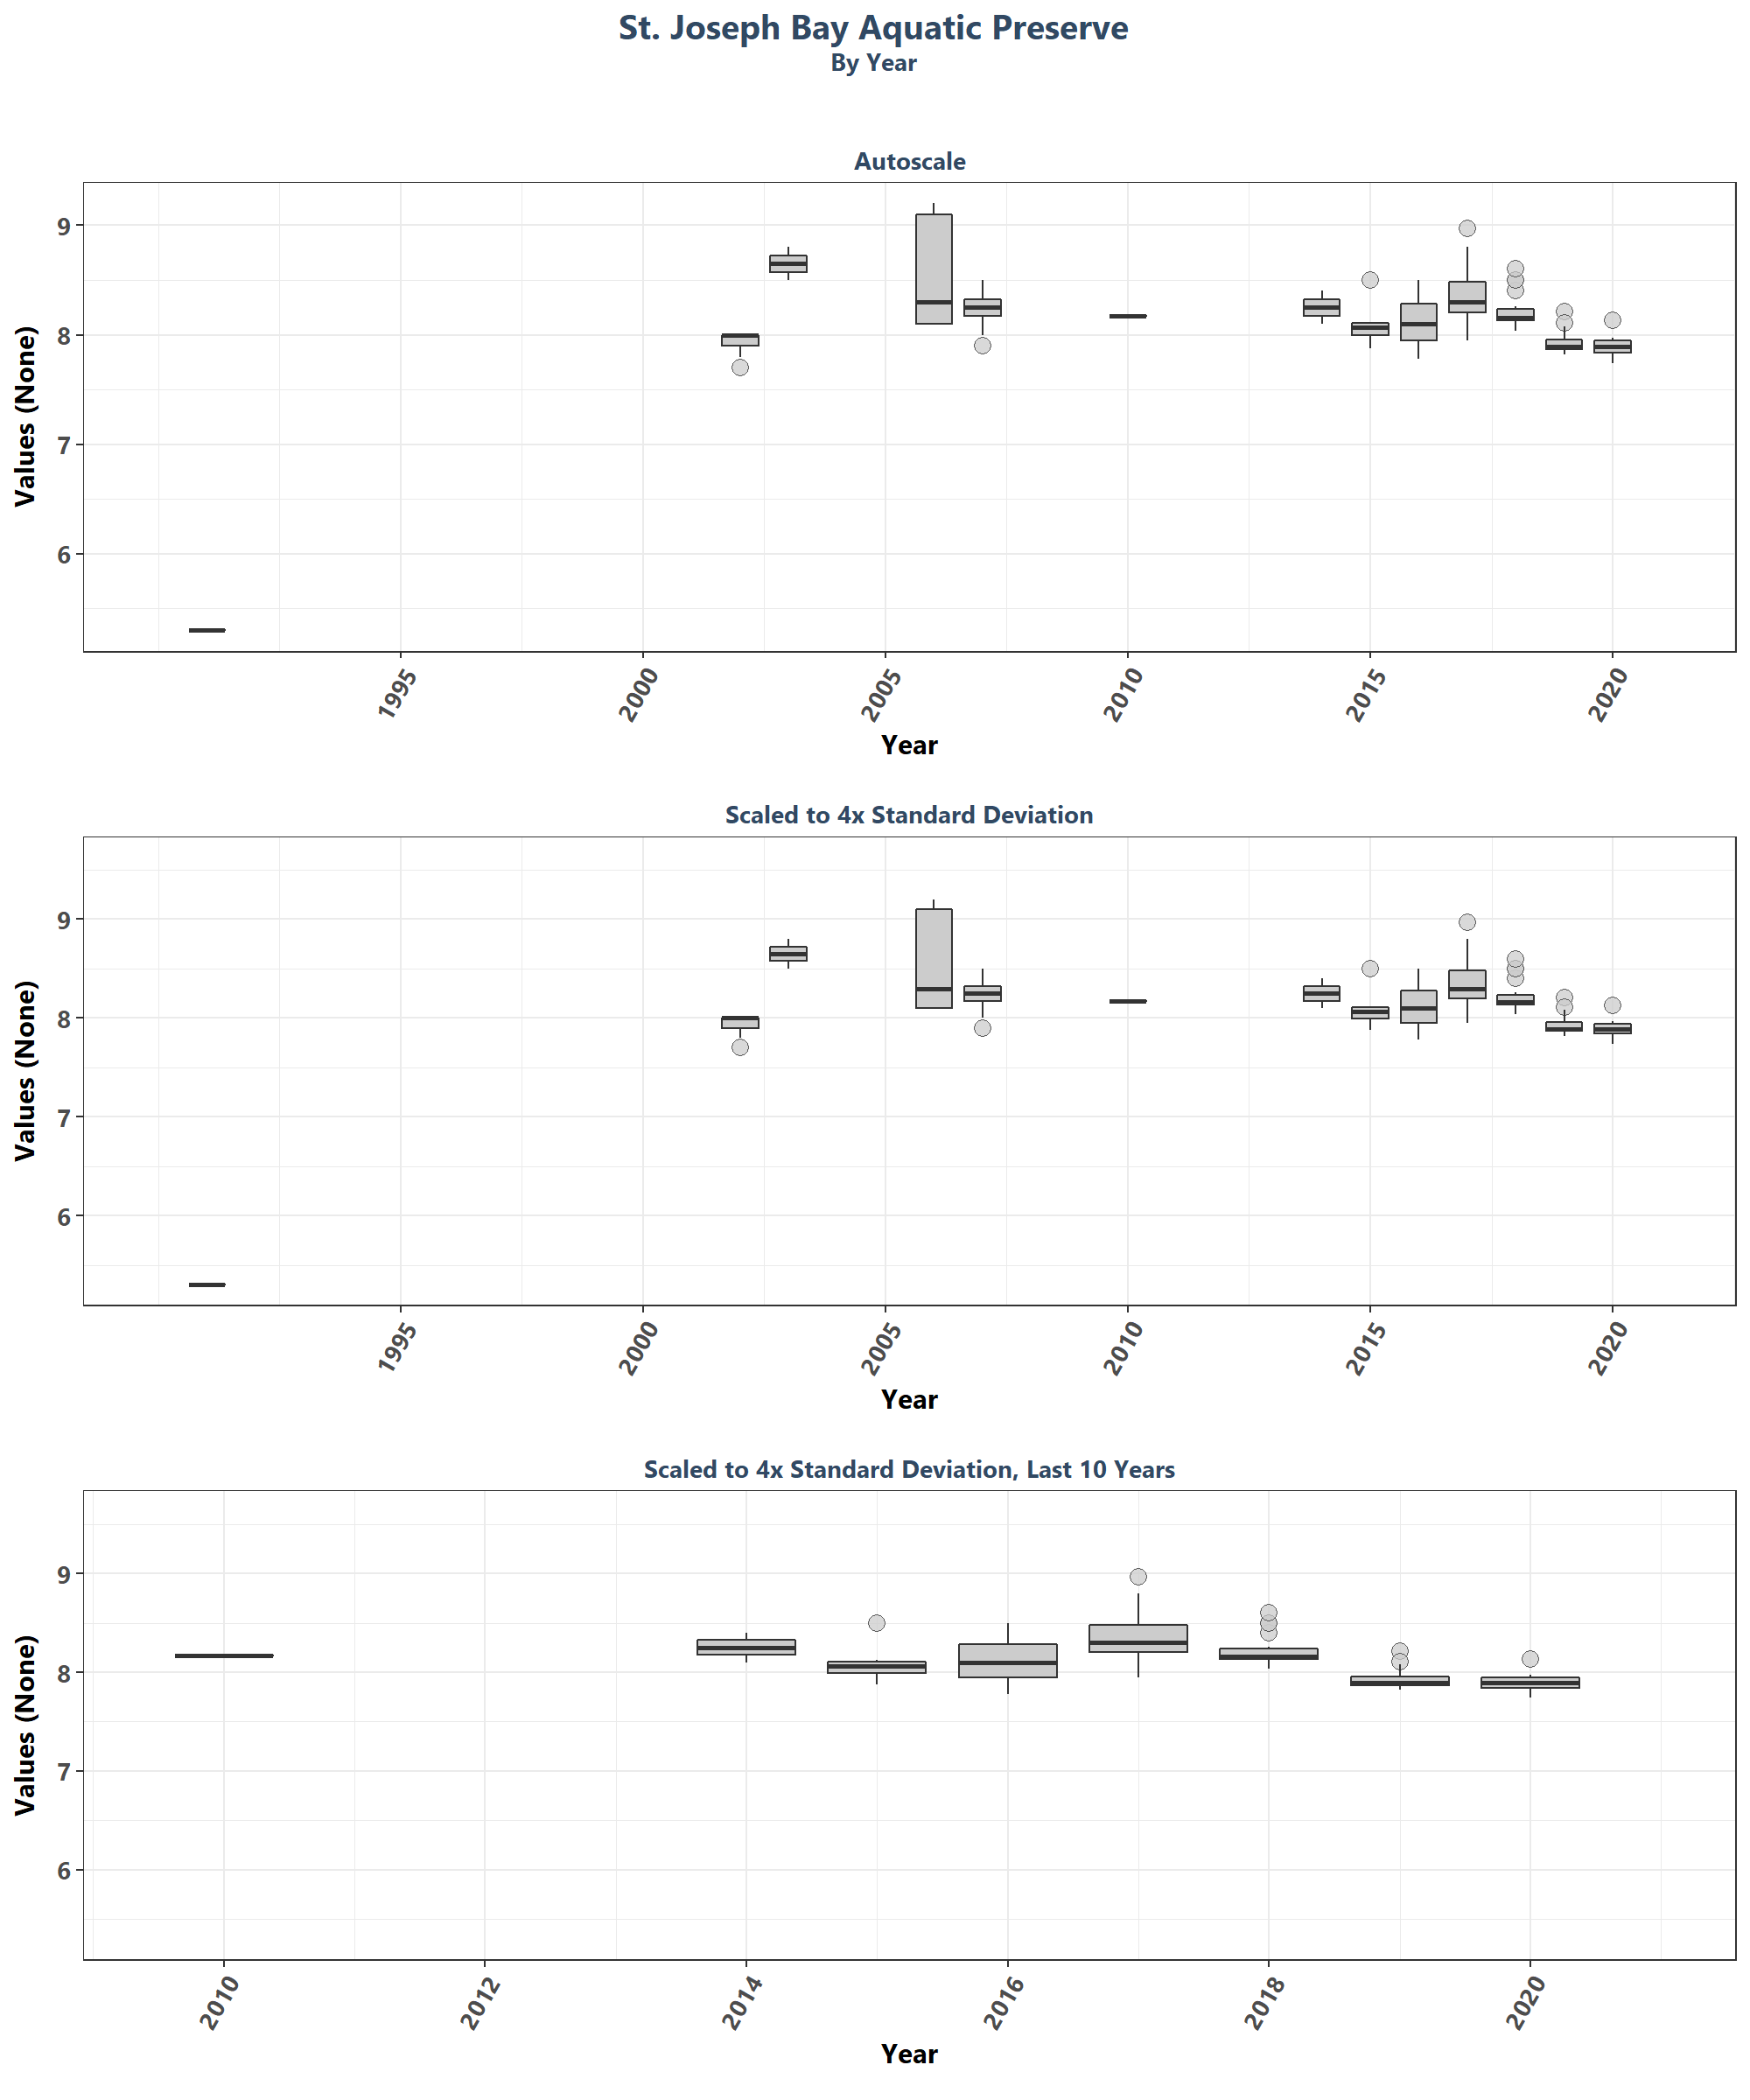 St. Joseph Bay Aquatic Preserve
By Year
Autoscale
Values (None)
9
8
7
6
1995
2000
2005
2010
2015
2020
Year
Scaled to 4x Standard Deviation
Values (None)
9
8
7
6
1995
2000
2005
2010
2015
2020
Year
Scaled to 4x Standard Deviation, Last 10 Years
Values (None)
9
8
7
6
2010
2012
2014
2016
2018
2020
Year